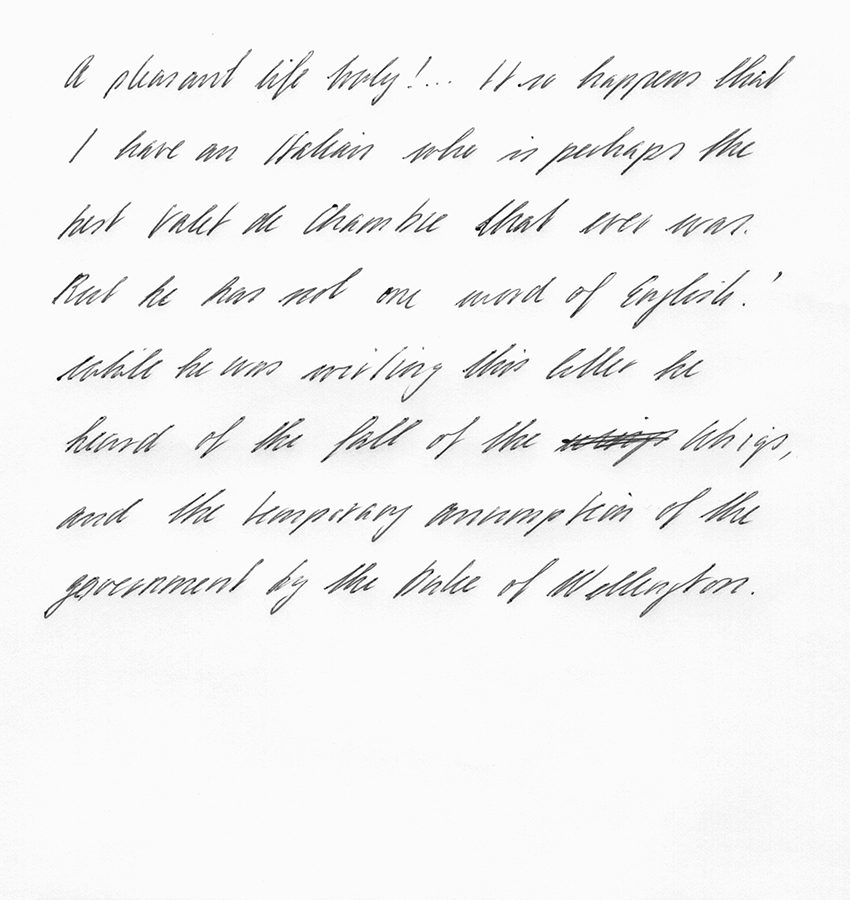 A pleasant life truly!... It so happens that
I have an Italian who is perhaps the
best Valet de Chambre that ever was.
But he has not one word of English.'
While he was writing this letter he
heard of the fall of the Whigs,
and the temporary assumption of the
government by the Duke of Wellington.